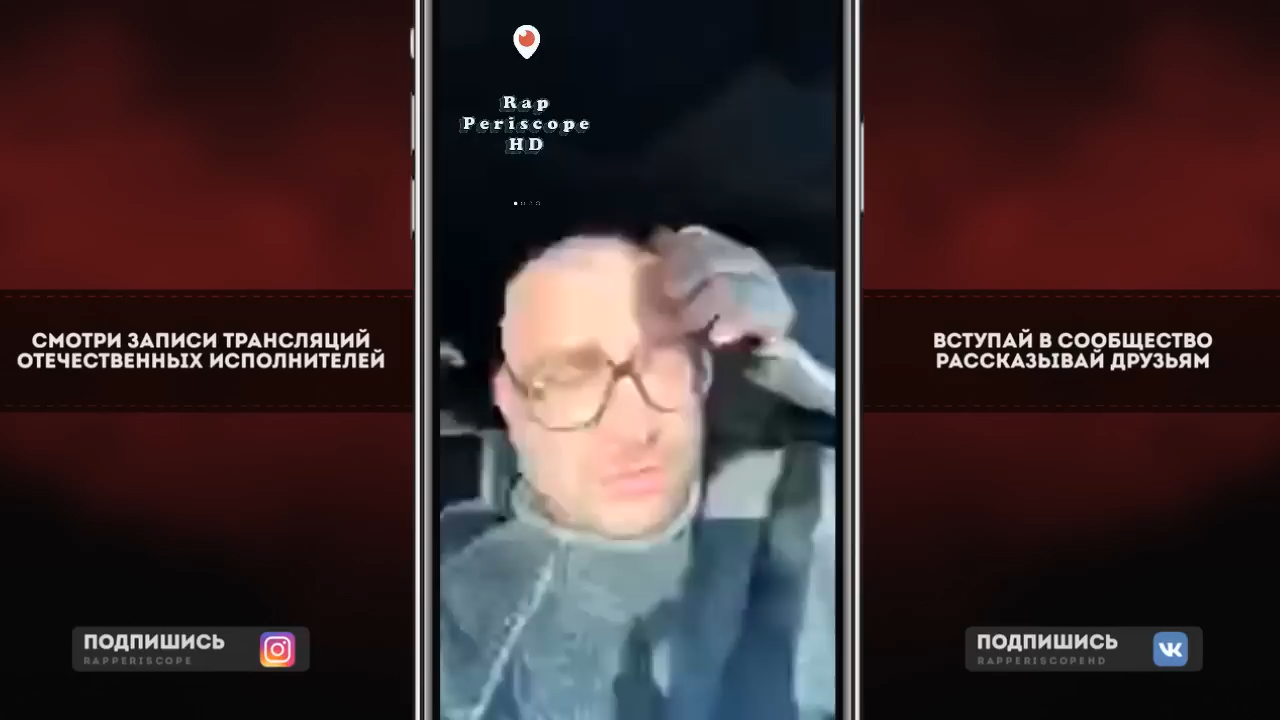 Rap
Periscope
HD
СМОТРИ ЗАПИСИ ТРАНСЛЯЦИЙ
ОТЕЧЕСТВЕННЫХ ИСПОЛНИТЕЛЕЙ
ВСТУПАЙ В СООБЩЕСТВО
РАССКАЗЫВАЙ ДРУЗЬЯМ
ПОДПИШИСЬ
RAPPERISCOPE
ПОДПИШИСЬ
RAPPERISCOPEHD